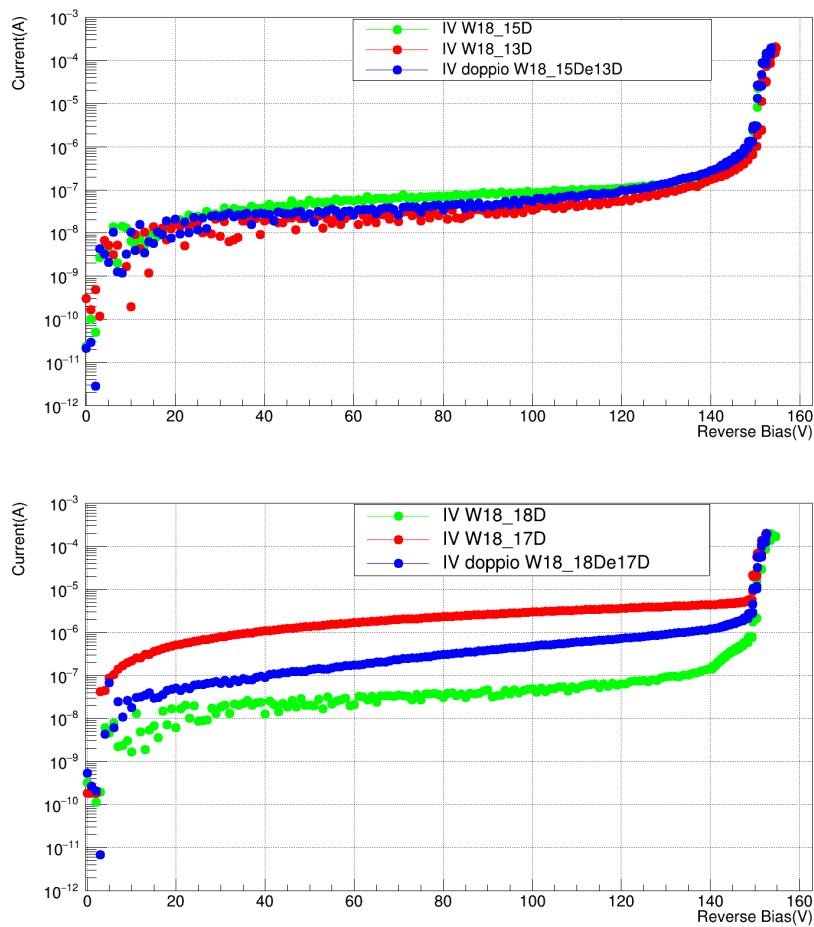 Current(A)
10⁻³
10⁻⁴
10⁻⁵
10⁻⁶
10⁻⁷
10⁻⁸
10⁻⁹
10⁻¹⁰
10⁻¹¹
10⁻¹²
IV W18_15D
IV W18_13D
IV doppio W18_15De13D
0 20 40 60 80 100 120 140 160
Reverse Bias(V)
Current(A)
10⁻³
10⁻⁴
10⁻⁵
10⁻⁶
10⁻⁷
10⁻⁸
10⁻⁹
10⁻¹⁰
10⁻¹¹
10⁻¹²
IV W18_18D
IV W18_17D
IV doppio W18_18De17D
0 20 40 60 80 100 120 140 160
Reverse Bias(V)